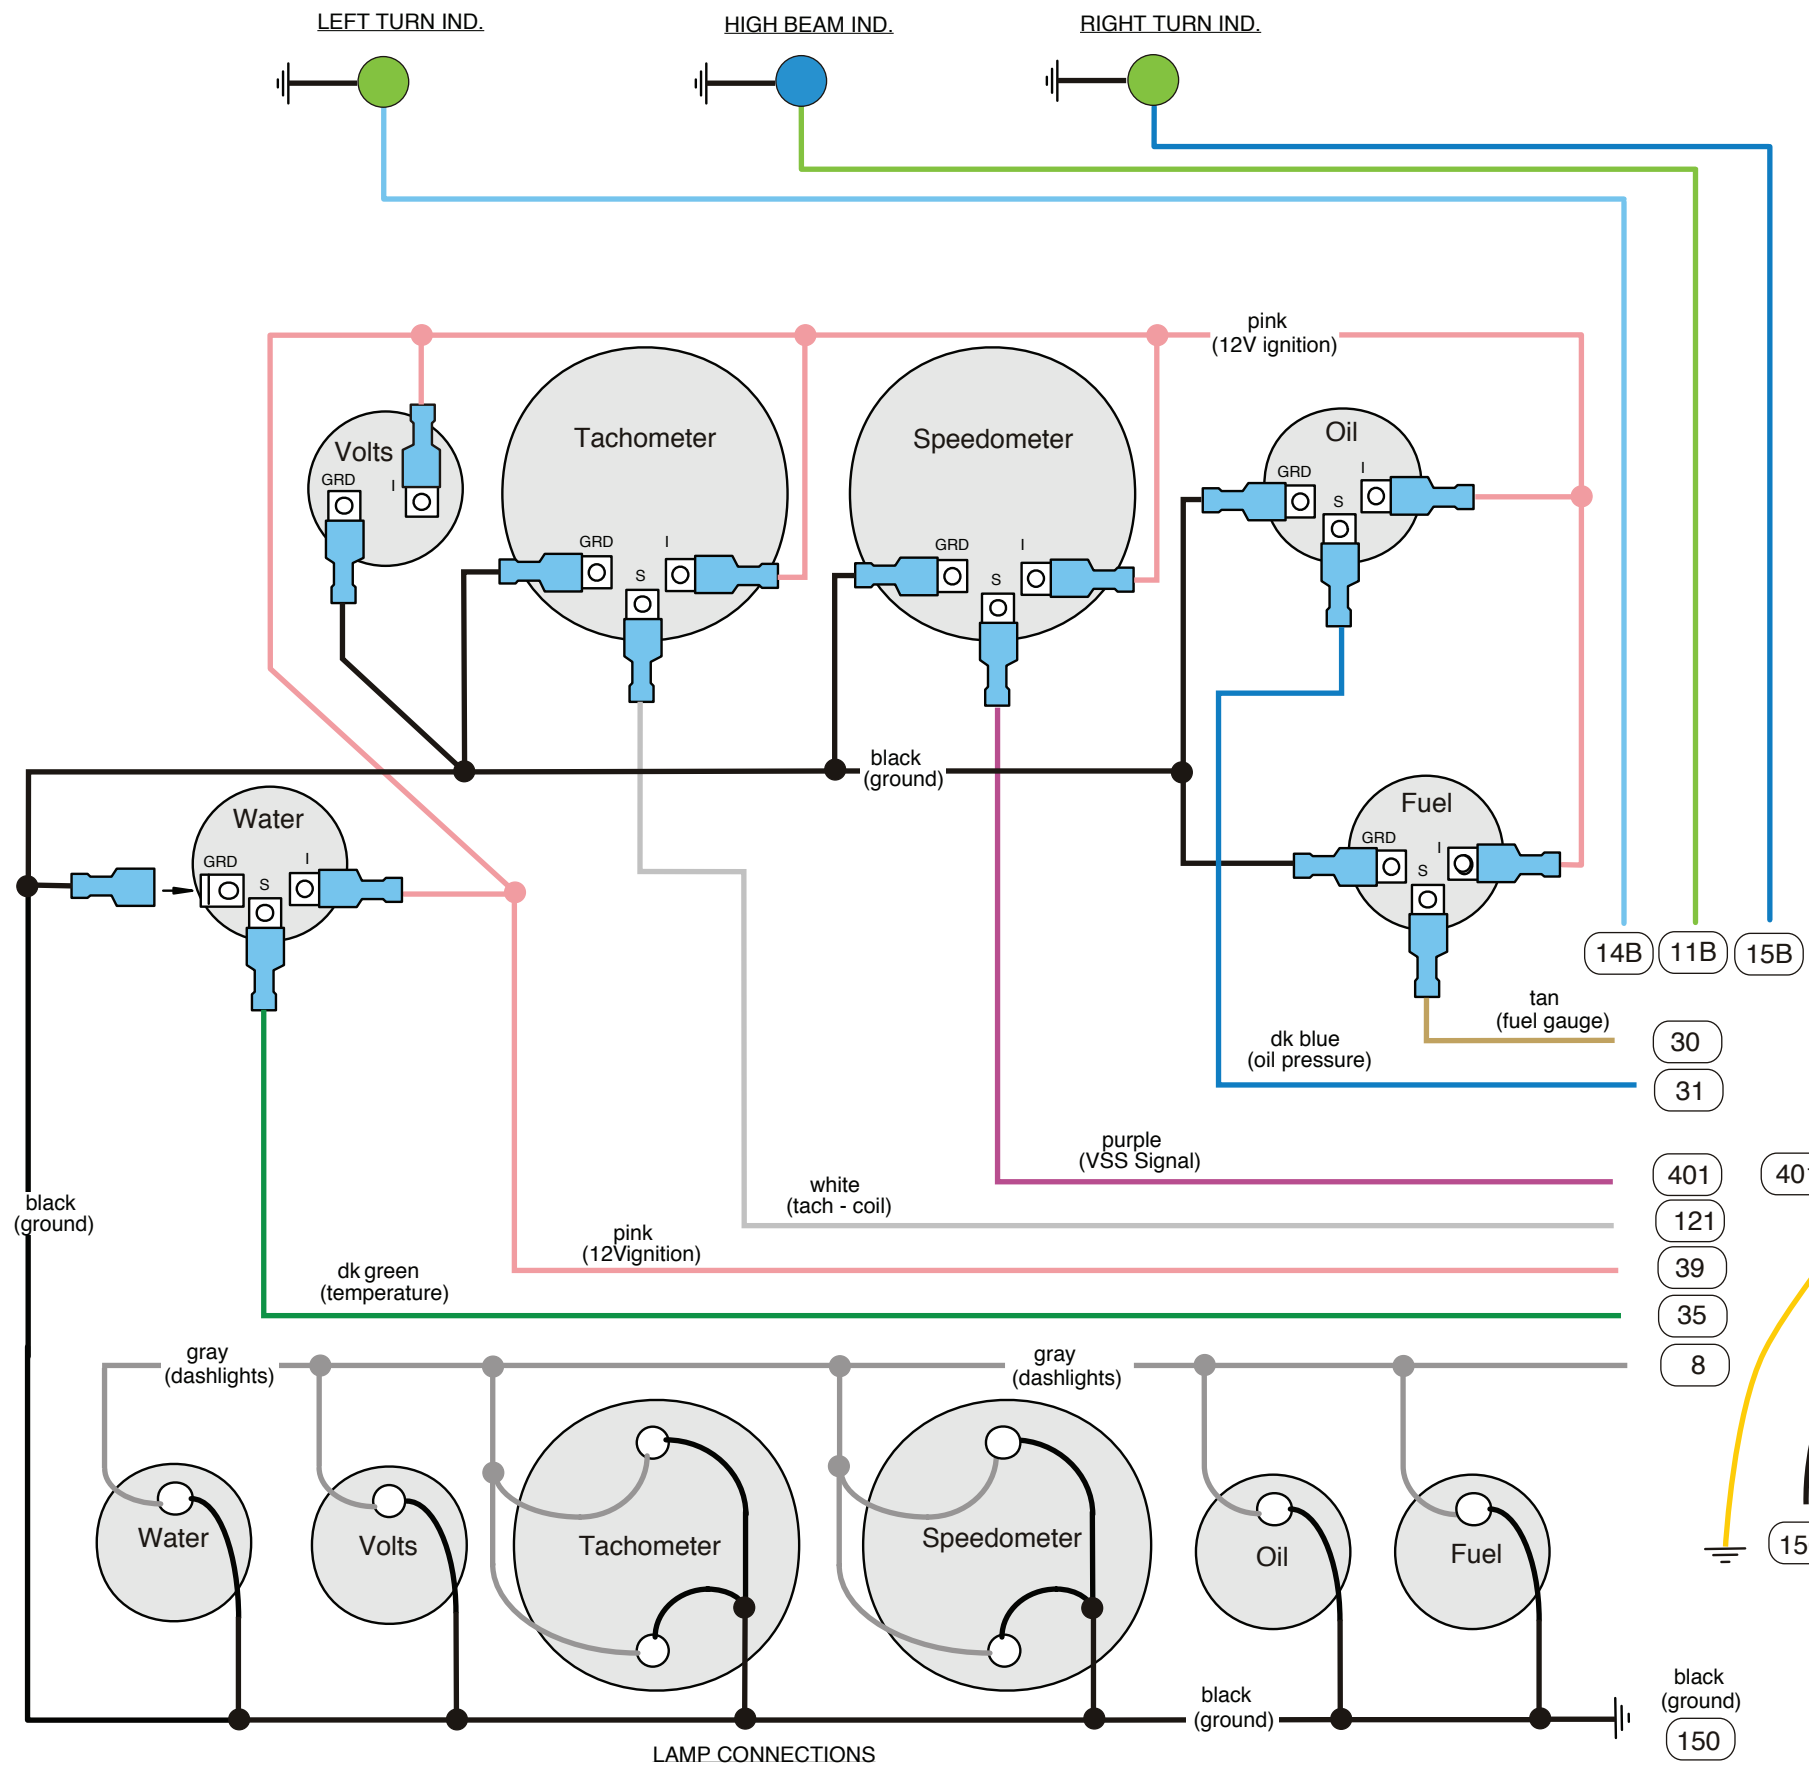 LEFT TURN IND.
HIGH BEAM IND.
RIGHT TURN IND.
pink
(12V ignition)
Volts
GRD
I
Tachometer
GRD
I
S
Speedometer
GRD
I
S
Oil
GRD
I
S
black
(ground)
Water
GRD
I
S
Fuel
GRD
I
S
14B
11B
15B
tan
(fuel gauge)
30
dk blue
(oil pressure)
31
purple
(VSS Signal)
401
40
white
(tach - coil)
121
black
(ground)
pink
(12Vignition)
39
dk green
(temperature)
35
gray
(dashlights)
gray
(dashlights)
8
Water
Volts
Tachometer
Speedometer
Oil
Fuel
15
black
(ground)
black
(ground)
150
LAMP CONNECTIONS